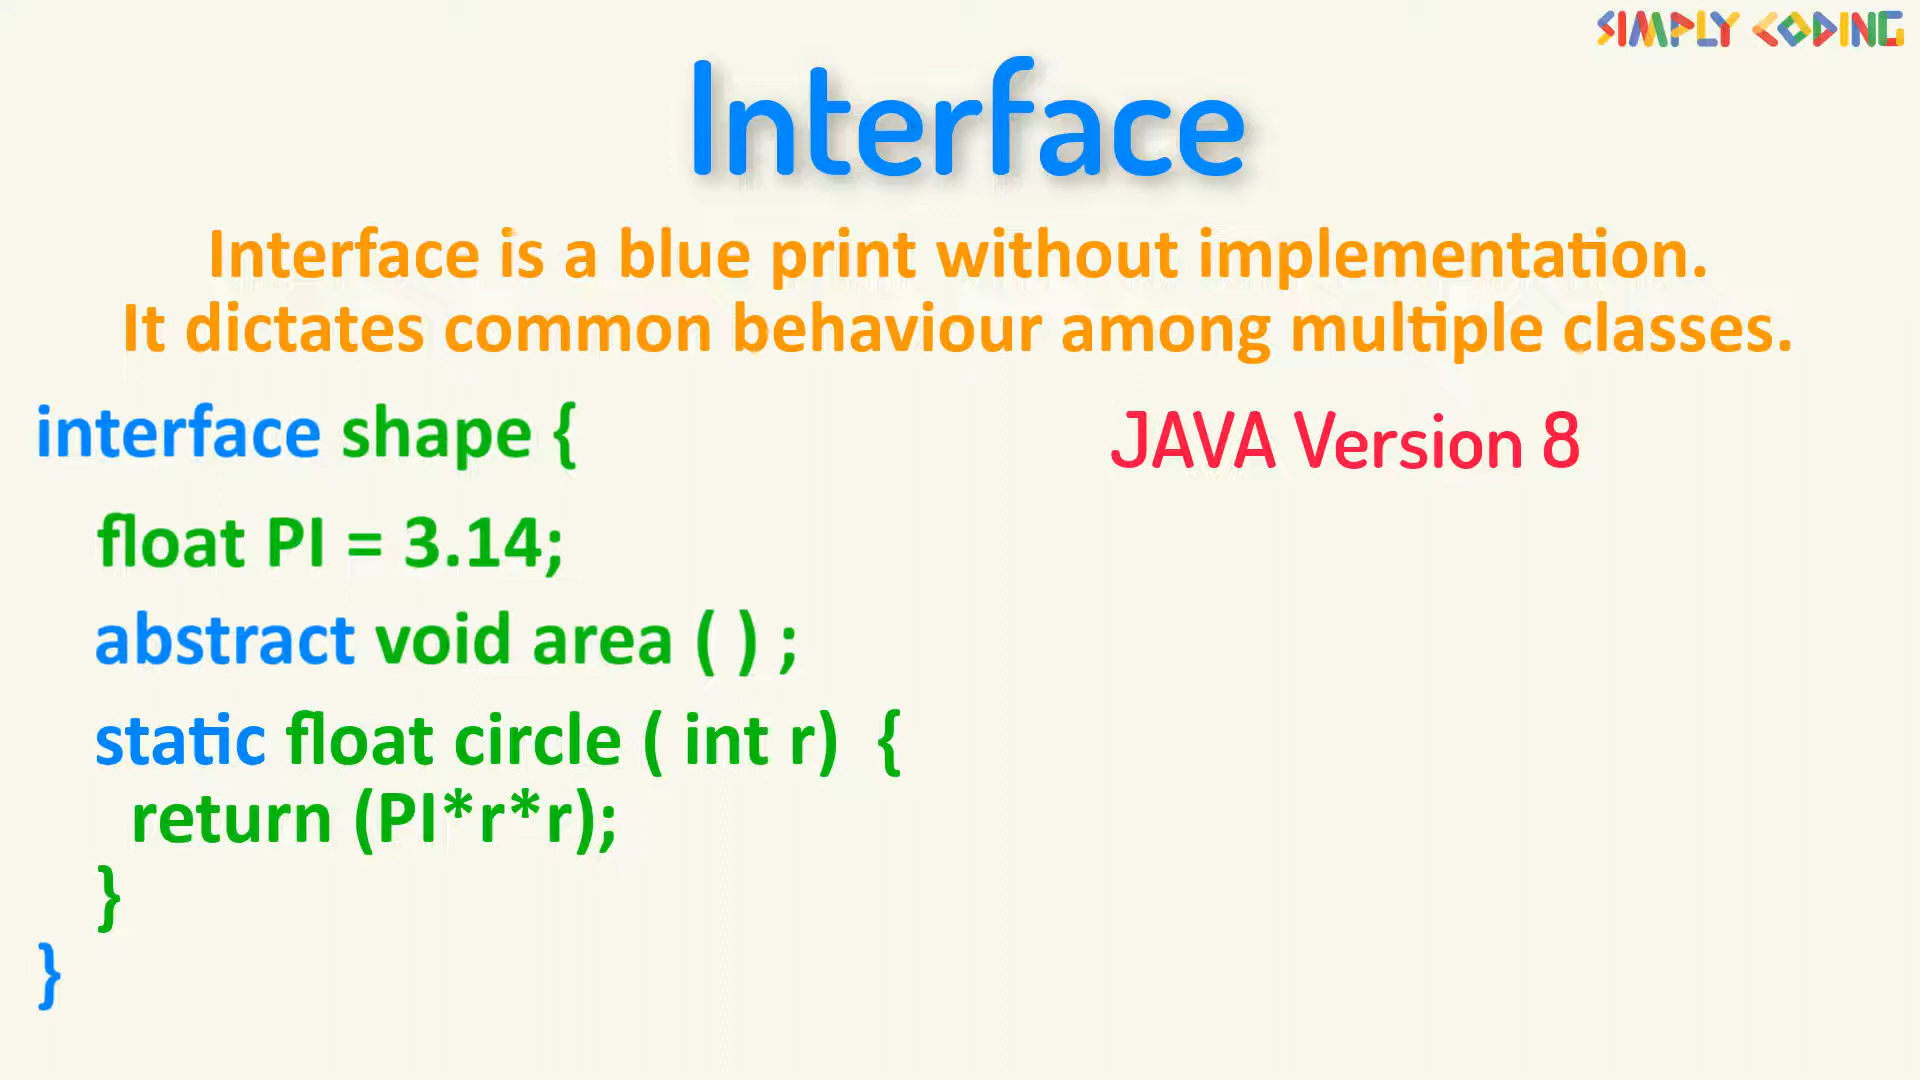 SIMPLY CODING
Interface
Interface is a blue print without implementation.
It dictates common behaviour among multiple classes.
interface shape {
JAVA Version 8
float PI = 3.14;
abstract void area ( ) ;
static float circle ( int r) {
return (PI*r*r);
}
}